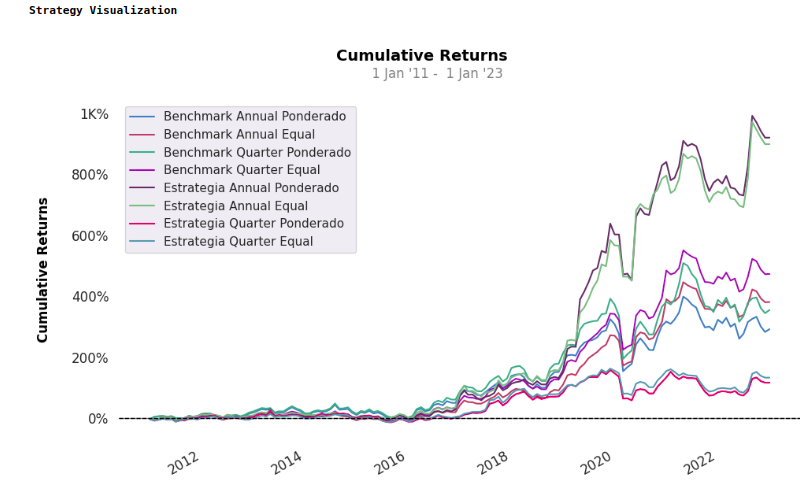 Strategy Visualization
Cumulative Returns
1 Jan '11 - 1 Jan '23
Cumulative Returns
1K%
800%
600%
400%
200%
0%
Benchmark Annual Ponderado
Benchmark Annual Equal
Benchmark Quarter Ponderado
Benchmark Quarter Equal
Estrategia Annual Ponderado
Estrategia Annual Equal
Estrategia Quarter Ponderado
Estrategia Quarter Equal
2012
2014
2016
2018
2020
2022